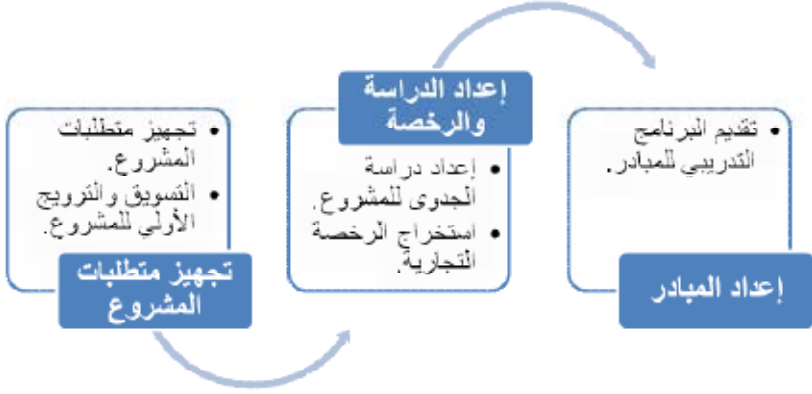 • تقديم البرنامج
التدريبي للمبادر.
إعداد المبادر
إعداد الدراسة
والرخصة
• إعداد دراسة
الجدوى للمشروع.
• استخراج الرخصة
التجارية.
• تجهيز متطلبات
المشروع.
• التسويق والترويج
الأولي للمشروع.
تجهيز متطلبات
المشروع